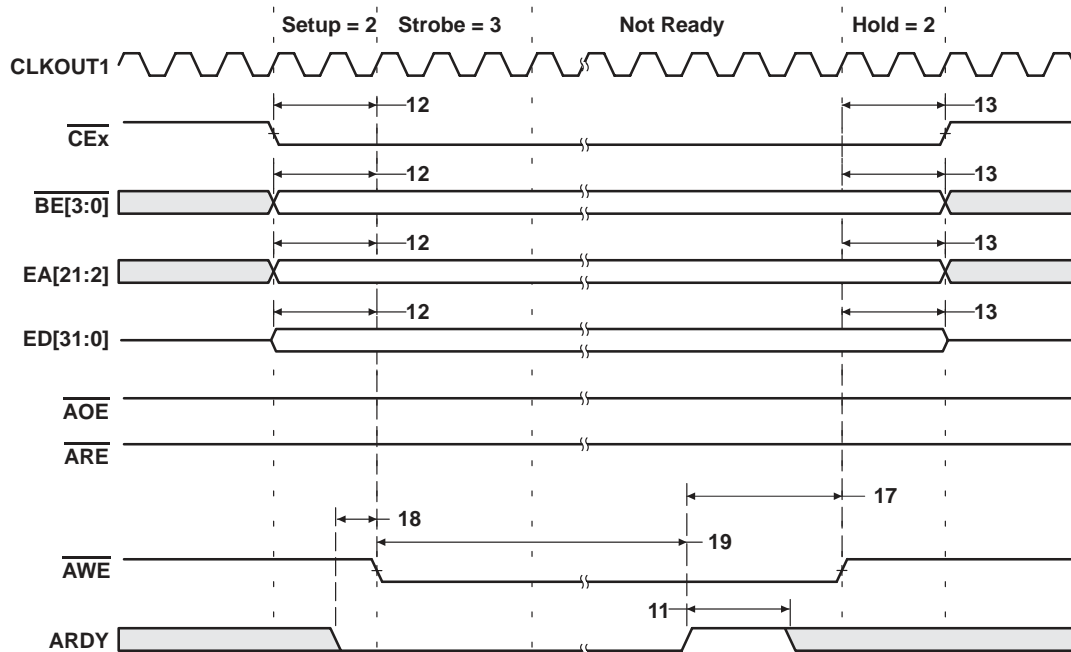 Setup = 2 Strobe = 3 Not Ready Hold = 2
CLKOUT1
12 13
CEx
12 13
BE[3:0]
12 13
EA[21:2]
12 13
ED[31:0]
AOE
ARE
17
18
19
AWE
11
ARDY